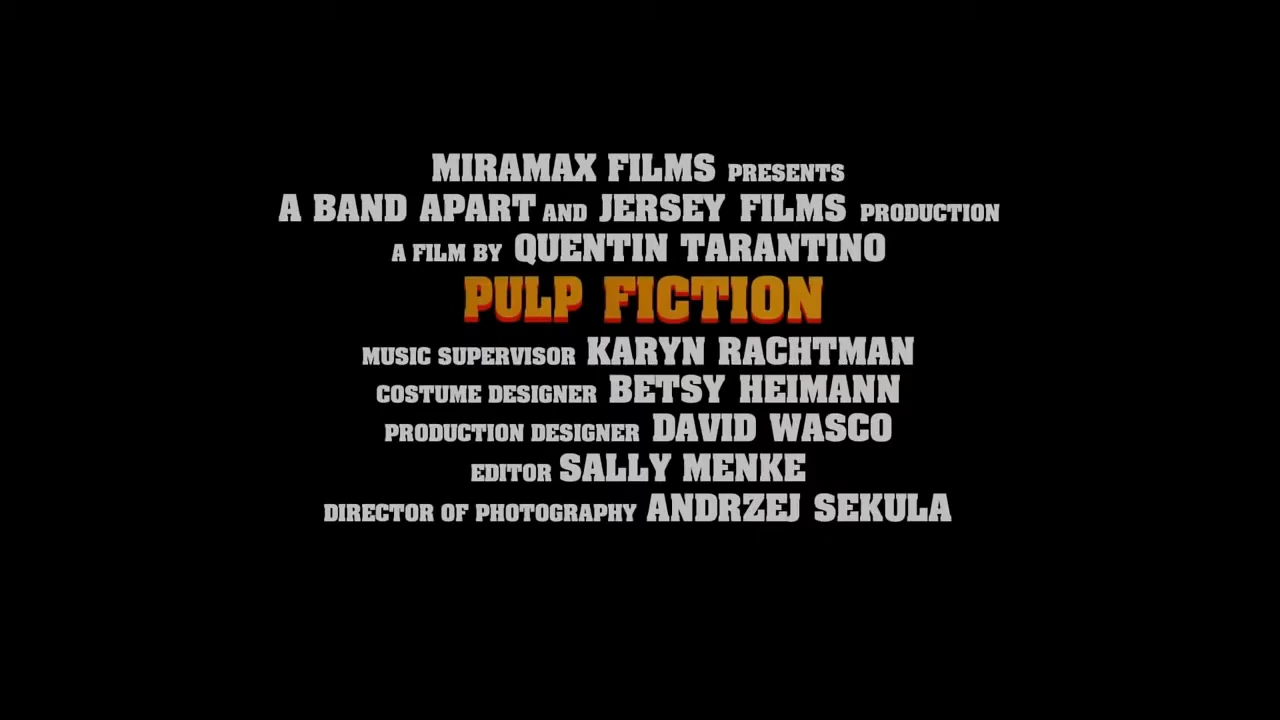 MIRAMAX FILMS PRESENTS
A BAND APART AND JERSEY FILMS PRODUCTION
A FILM BY QUENTIN TARANTINO
PULP FICTION
MUSIC SUPERVISOR KARYN RACHTMAN
COSTUME DESIGNER BETSY HEIMANN
PRODUCTION DESIGNER DAVID WASCO
EDITOR SALLY MENKE
DIRECTOR OF PHOTOGRAPHY ANDRZEJ SEKULA